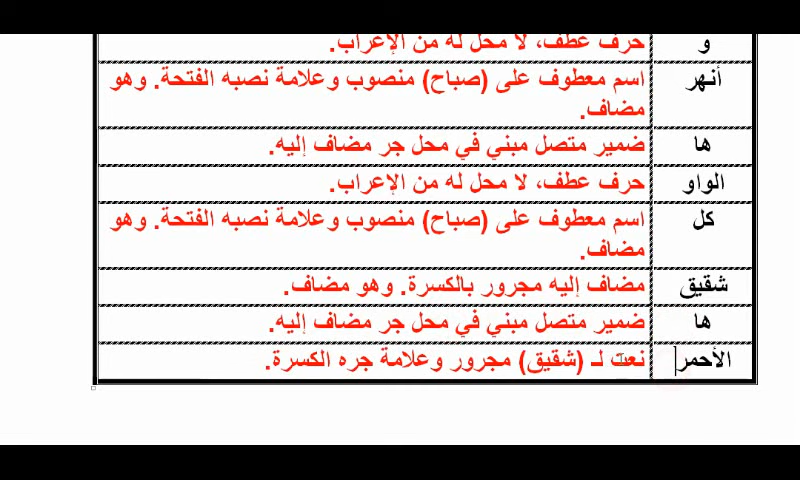 و حرف عطف، لا محل له من الإعراب.
أنهر اسم معطوف على (صباح) منصوب وعلامة نصبه الفتحة. وهو
مضاف.
ها ضمير متصل مبني في محل جر مضاف إليه.
الواو حرف عطف، لا محل له من الإعراب.
كل اسم معطوف على (صباح) منصوب وعلامة نصبه الفتحة. وهو
مضاف.
شقيق مضاف إليه مجرور بالكسرة. وهو مضاف.
ها ضمير متصل مبني في محل جر مضاف إليه.
الأحمر نعت لـ (شقيق) مجرور وعلامة جره الكسرة.